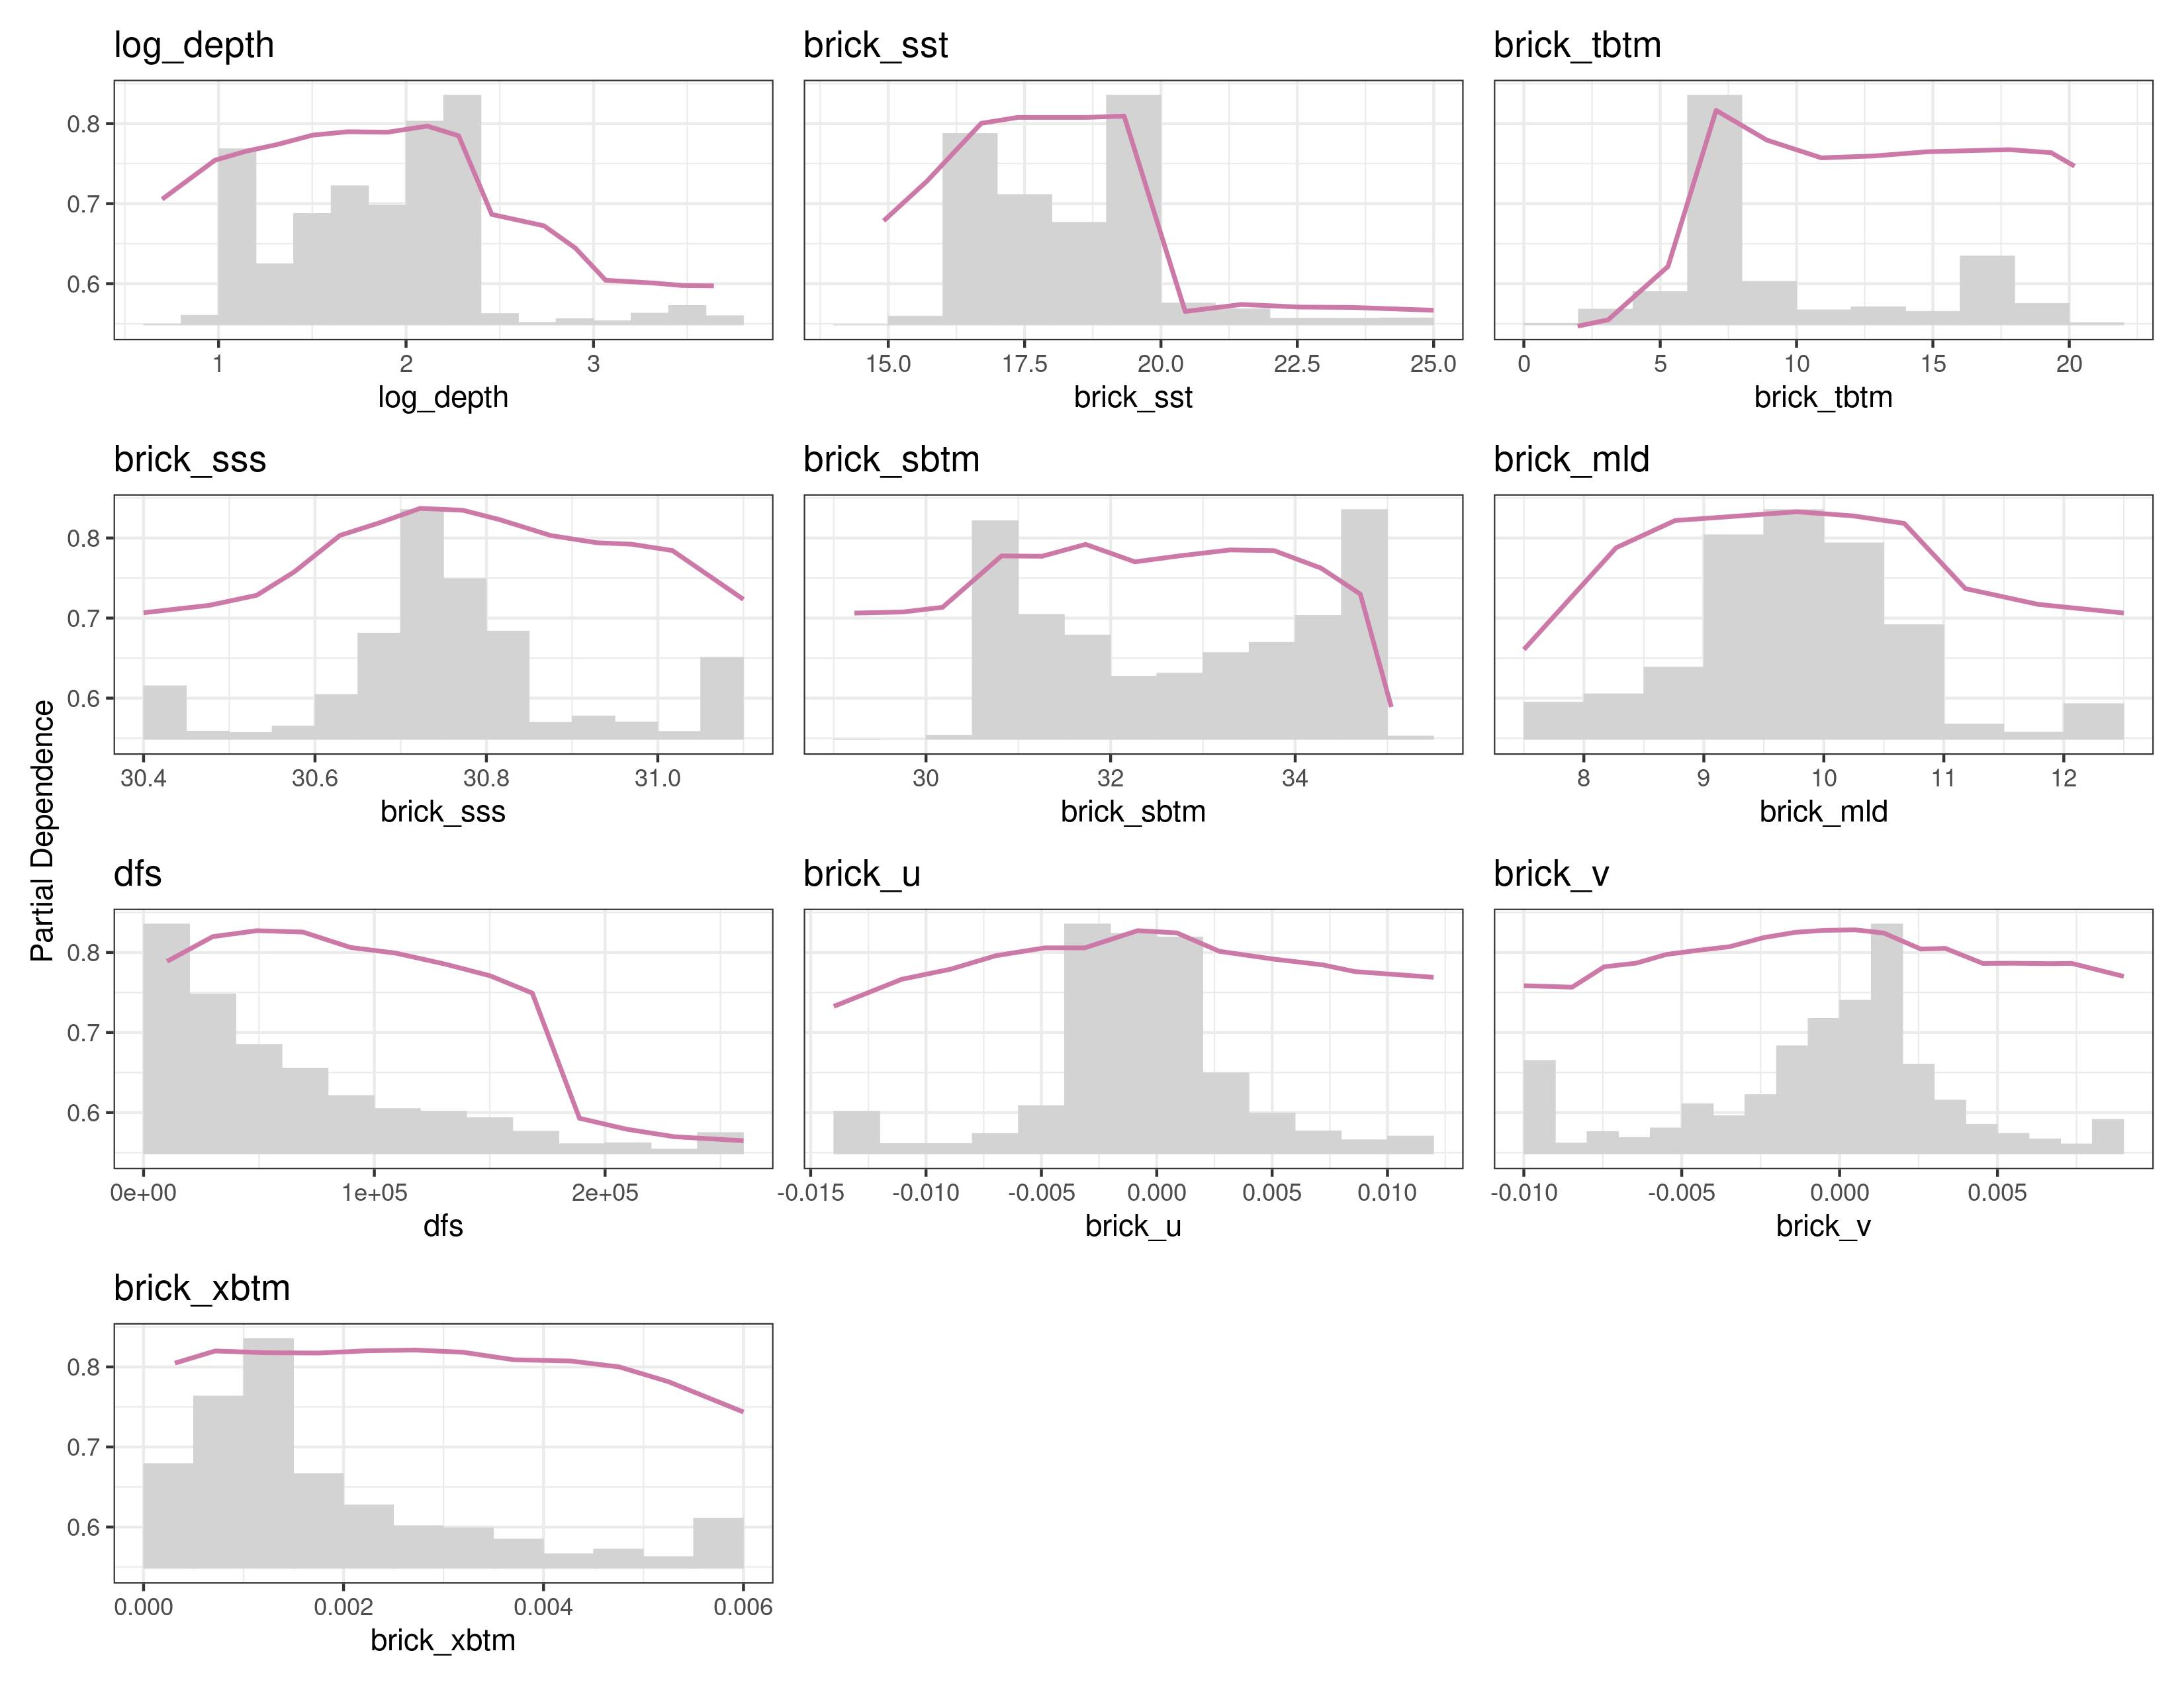 log_depth brick_sst brick_tbtm
0.8
0.7
0.6
1 2 3 15.0 17.5 20.0 22.5 25.0 0 5 10 15 20
log_depth brick_sst brick_tbtm
brick_sss brick_sbtm brick_mld
0.8
0.7
0.6
30.4 30.6 30.8 31.0 30 32 34 8 9 10 11 12
brick_sss brick_sbtm brick_mld
Partial Dependence
dfs brick_u brick_v
0.8
0.7
0.6
0e+00 1e+05 2e+05 -0.015 -0.010 -0.005 0.000 0.005 0.010 -0.010 -0.005 0.000 0.005
dfs brick_u brick_v
brick_xbtm
0.8
0.7
0.6
0.000 0.002 0.004 0.006
brick_xbtm